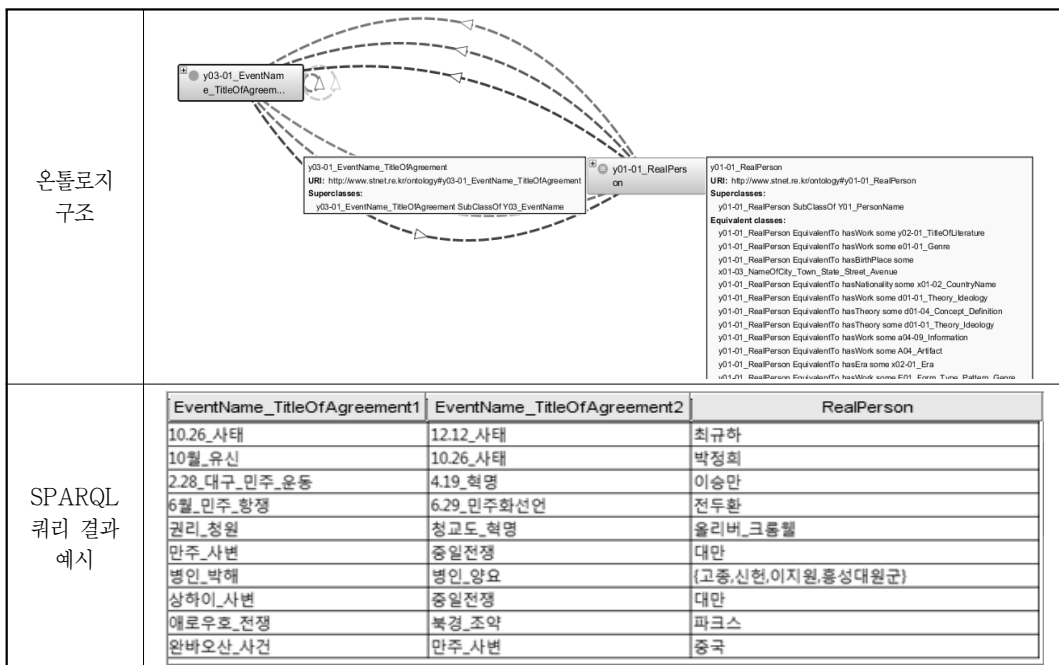 온톨로지
구조
y03-01_EventNam
e_TitleOfAgreem...
y03-01_EventName_TitleOfAgreement
URI: http://www.stnet.re.kr/ontology#y03-01_EventName_TitleOfAgreement
Superclasses:
y03-01_EventName_TitleOfAgreement SubClassOf Y03_EventName
y01-01_RealPers
on
y01-01_RealPerson
URI: http://www.stnet.re.kr/ontology#y01-01_RealPerson
Superclasses:
y01-01_RealPerson SubClassOf Y01_PersonName
Equivalent classes:
y01-01_RealPerson EquivalentTo hasWork some y02-01_TitleOfLiterature
y01-01_RealPerson EquivalentTo hasWork some e01-01_Genre
y01-01_RealPerson EquivalentTo hasBirthPlace some
x01-03_NameOfCity_Town_State_Street_Avenue
y01-01_RealPerson EquivalentTo hasNationality some x01-02_CountryName
y01-01_RealPerson EquivalentTo hasWork some d01-01_Theory_Ideology
y01-01_RealPerson EquivalentTo hasTheory some d01-04_Concept_Definition
y01-01_RealPerson EquivalentTo hasTheory some d01-01_Theory_Ideology
y01-01_RealPerson EquivalentTo hasWork some a04-09_Information
y01-01_RealPerson EquivalentTo hasWork some A04_Artifact
y01-01_RealPerson EquivalentTo hasEra some x02-01_Era
y01-01_RealPerson EquivalentTo hasWork some E01_Form_Type_Pattern_Genre
SPARQL
쿼리 결과
예시
EventName_TitleOfAgreement1 EventName_TitleOfAgreement2 RealPerson
10.26_사태 12.12_사태 최규하
10월_유신 10.26_사태 박정희
2.28_대구_민주_운동 4.19_혁명 이승만
6월_민주_항쟁 6.29_민주화선언 전두환
권리_청원 청교도_혁명 올리버_크롬웰
만주_사변 중일전쟁 대만
병인_박해 병인_양요 {고종,신헌,이지원,흥성대원군}
상하이_사변 중일전쟁 대만
애로우호_전쟁 북경_조약 파크스
완바오산_사건 만주_사변 중국